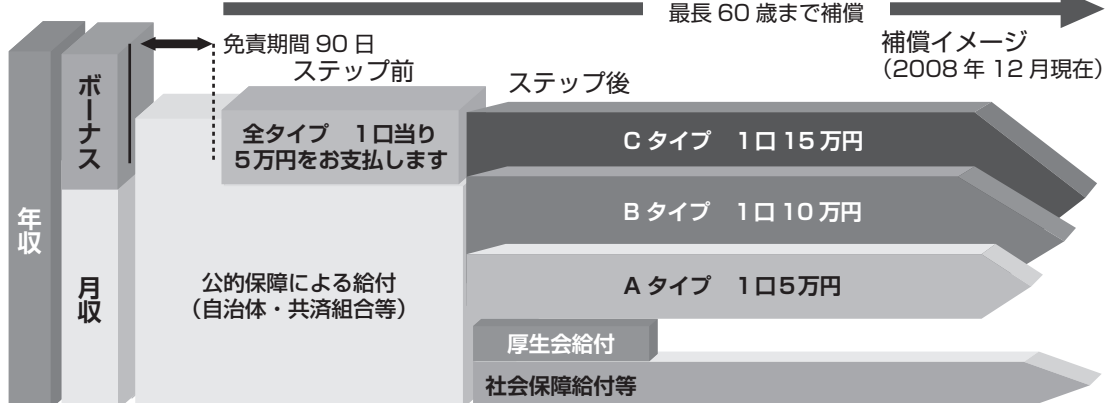 最長 60 歳まで補償
補償イメージ
（2008 年 12 月現在）
免責期間 90 日
ステップ前
ステップ後
年収
ボーナス
月収
全タイプ　1口当り
5万円をお支払します
公的保障による給付
（自治体・共済組合等）
C タイプ　1口 15 万円
B タイプ　1口 10 万円
A タイプ　1口5万円
厚生会給付
社会保障給付等